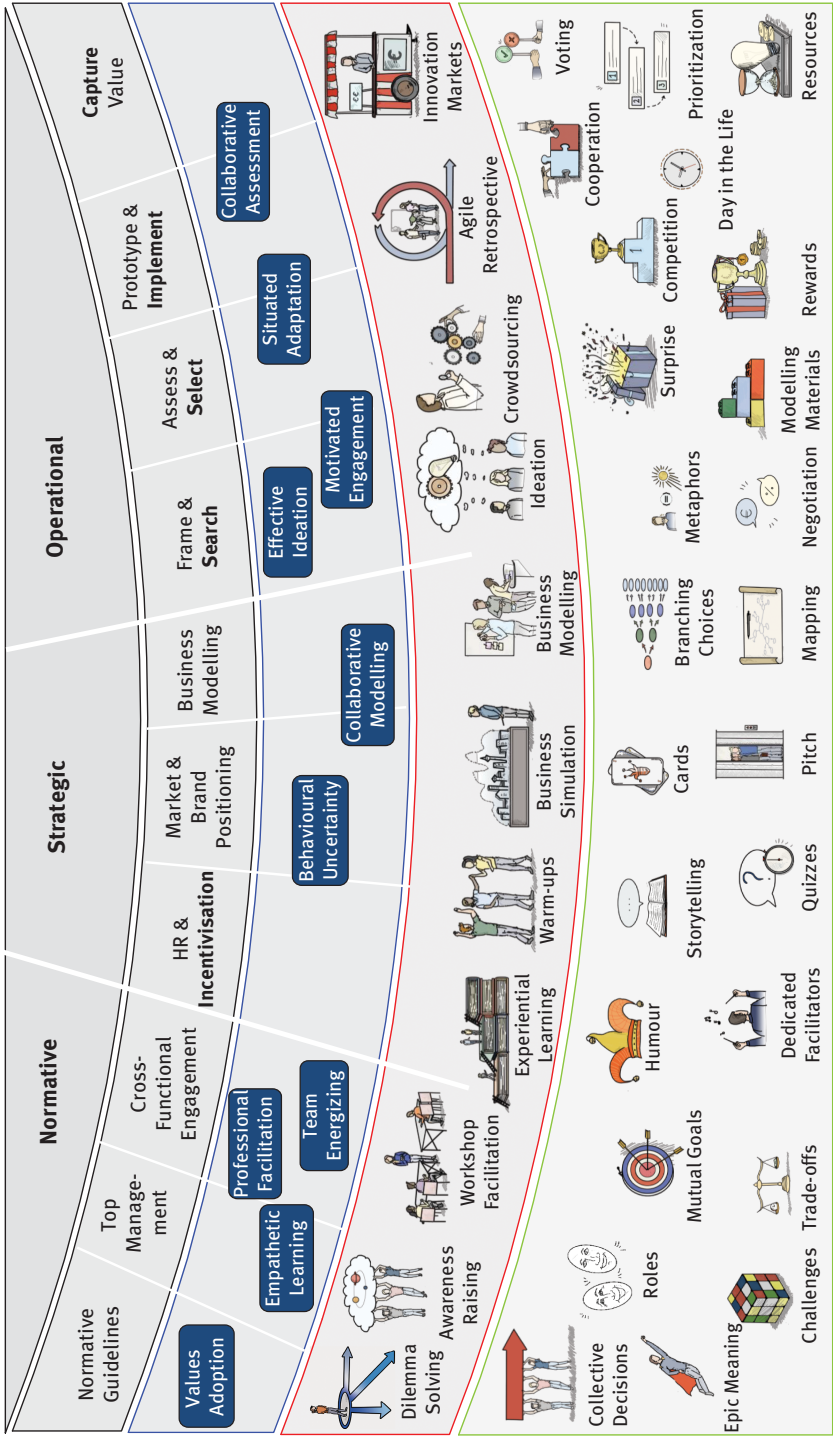 Normative
Strategic
Operational
Normative
Guidelines
Top
Manage-
ment
Cross-
Functional
Engagement
HR &
Incentivisation
Market &
Brand
Positioning
Business
Modelling
Frame &
Search
Assess &
Select
Prototype &
Implement
Capture
Value
Values
Adoption
Empathetic
Learning
Professional
Facilitation
Team
Energizing
Behavioural
Uncertainty
Collaborative
Modelling
Effective
Ideation
Motivated
Engagement
Situated
Adaptation
Collaborative
Assessment
Dilemma
Solving
Awareness
Raising
Workshop
Facilitation
Experiential
Learning
Warm-ups
Business
Simulation
Business
Modelling
Ideation
Crowdsourcing
Agile
Retrospective
€
€€
Innovation
Markets
Collective
Decisions
Roles
Mutual Goals
Humour
...
Storytelling
Cards
Branching
Choices
=
Metaphors
Surprise
1
Competition
Cooperation
Voting
Epic Meaning
Day in the Life
1
2
3
Prioritization
Challenges
Trade-offs
Dedicated
Facilitators
?
Quizzes
Pitch
Mapping
€
%
Negotiation
Modelling
Materials
Rewards
Resources